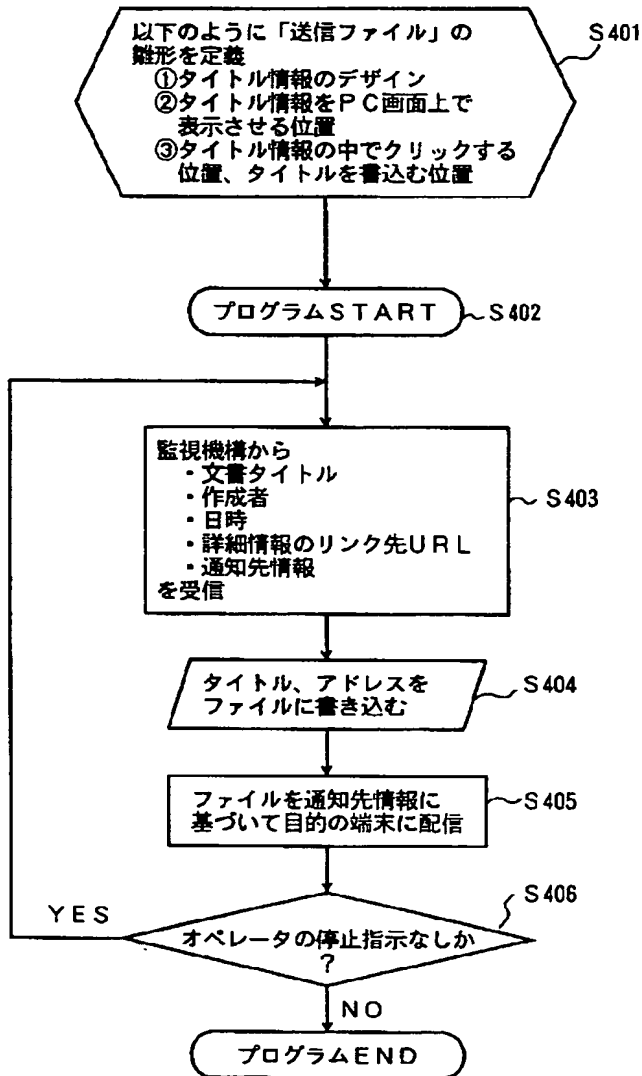 以下のように「送信ファイル」の
雛形を定義
①タイトル情報のデザイン
②タイトル情報をPC画面上で
表示させる位置
③タイトル情報の中でクリックする
位置、タイトルを書込む位置
S401
プログラムSTART
S402
監視機構から
・文書タイトル
・作成者
・日時
・詳細情報のリンク先URL
・通知先情報
を受信
S403
タイトル、アドレスを
ファイルに書き込む
S404
ファイルを通知先情報に
基づいて目的の端末に配信
S405
S406
YES
オペレータの停止指示なしか
?
NO
プログラムEND